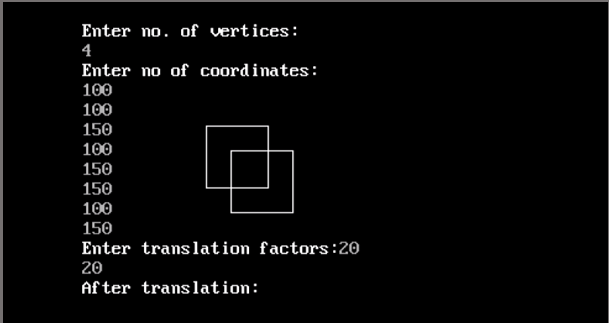 Enter no. of vertices:
4
Enter no of coordinates:
100
100
150
100
150
150
100
150
Enter translation factors:20
20
After translation: